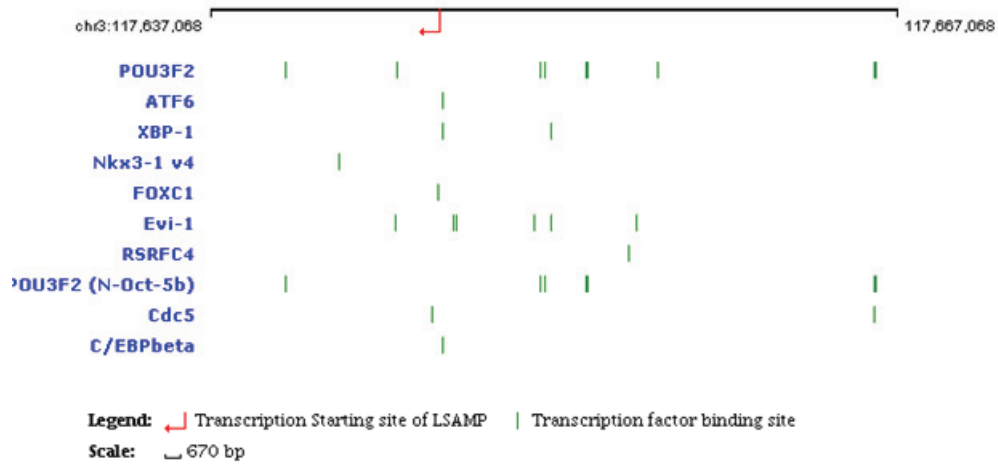 chr3:117,637,068
117,667,068
POU3F2
ATF6
XBP-1
Nkx3-1 v4
FOXC1
Evi-1
RSRFC4
POU3F2 (N-Oct-5b)
Cdc5
C/EBPbeta
Legend: Transcription Starting site of LSAMP Transcription factor binding site
Scale: 670 bp